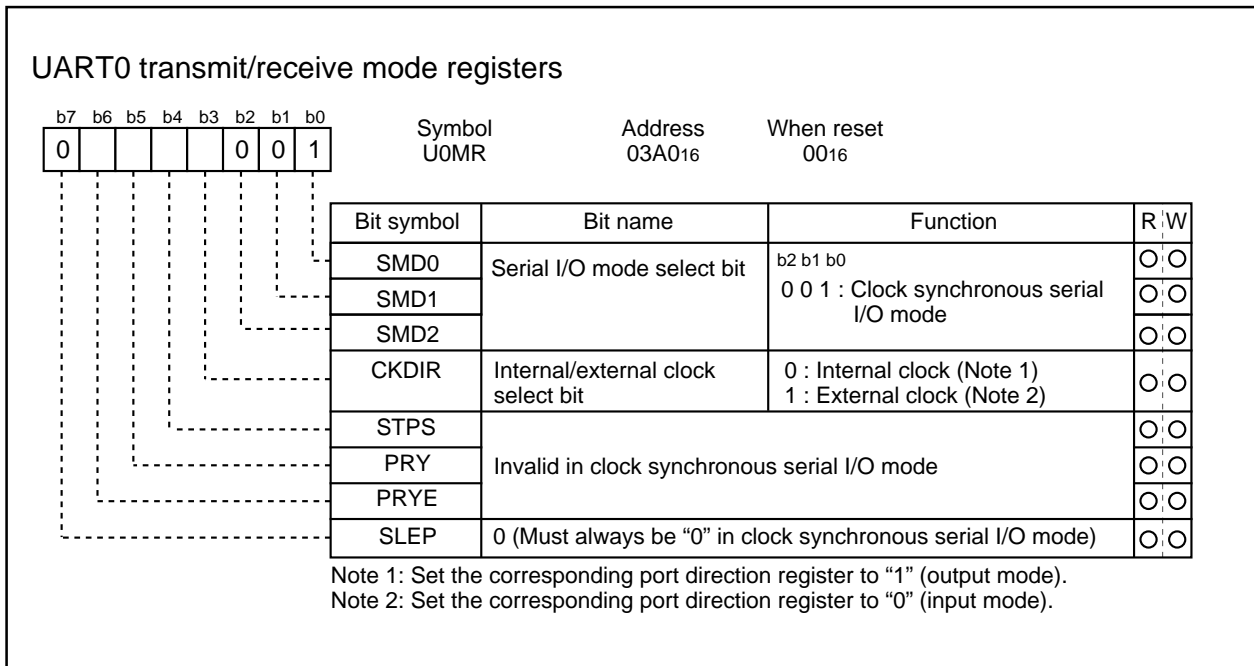 UART0 transmit/receive mode registers
b7 b6 b5 b4 b3 b2 b1 b0
0 0 0 1
Symbol Address When reset
U0MR 03A016 0016
Bit symbol Bit name Function R W
SMD0 Serial I/O mode select bit b2 b1 b0
SMD1 0 0 1 : Clock synchronous serial
I/O mode
SMD2
CKDIR Internal/external clock 0 : Internal clock (Note 1)
select bit 1 : External clock (Note 2)
STPS
PRY Invalid in clock synchronous serial I/O mode
PRYE
SLEP 0 (Must always be “0” in clock synchronous serial I/O mode)
Note 1: Set the corresponding port direction register to “1” (output mode).
Note 2: Set the corresponding port direction register to “0” (input mode).